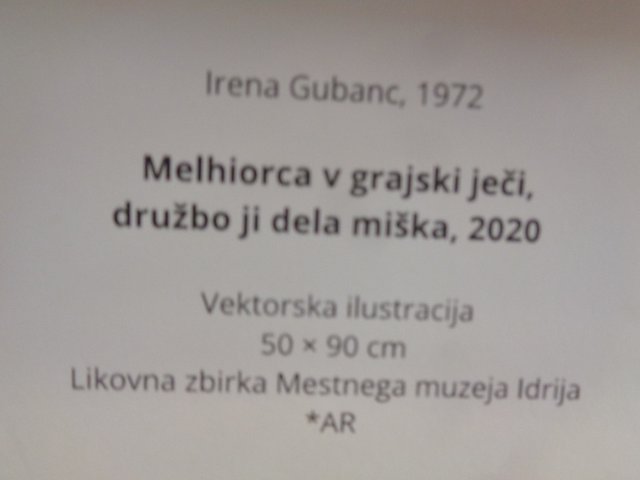 Irena Gubanc, 1972
Melhiorca v grajski ječi,
družbo ji dela miška, 2020
Vektorska ilustracija
50 × 90 cm
Likovna zbirka Mestnega muzeja Idrija
*AR